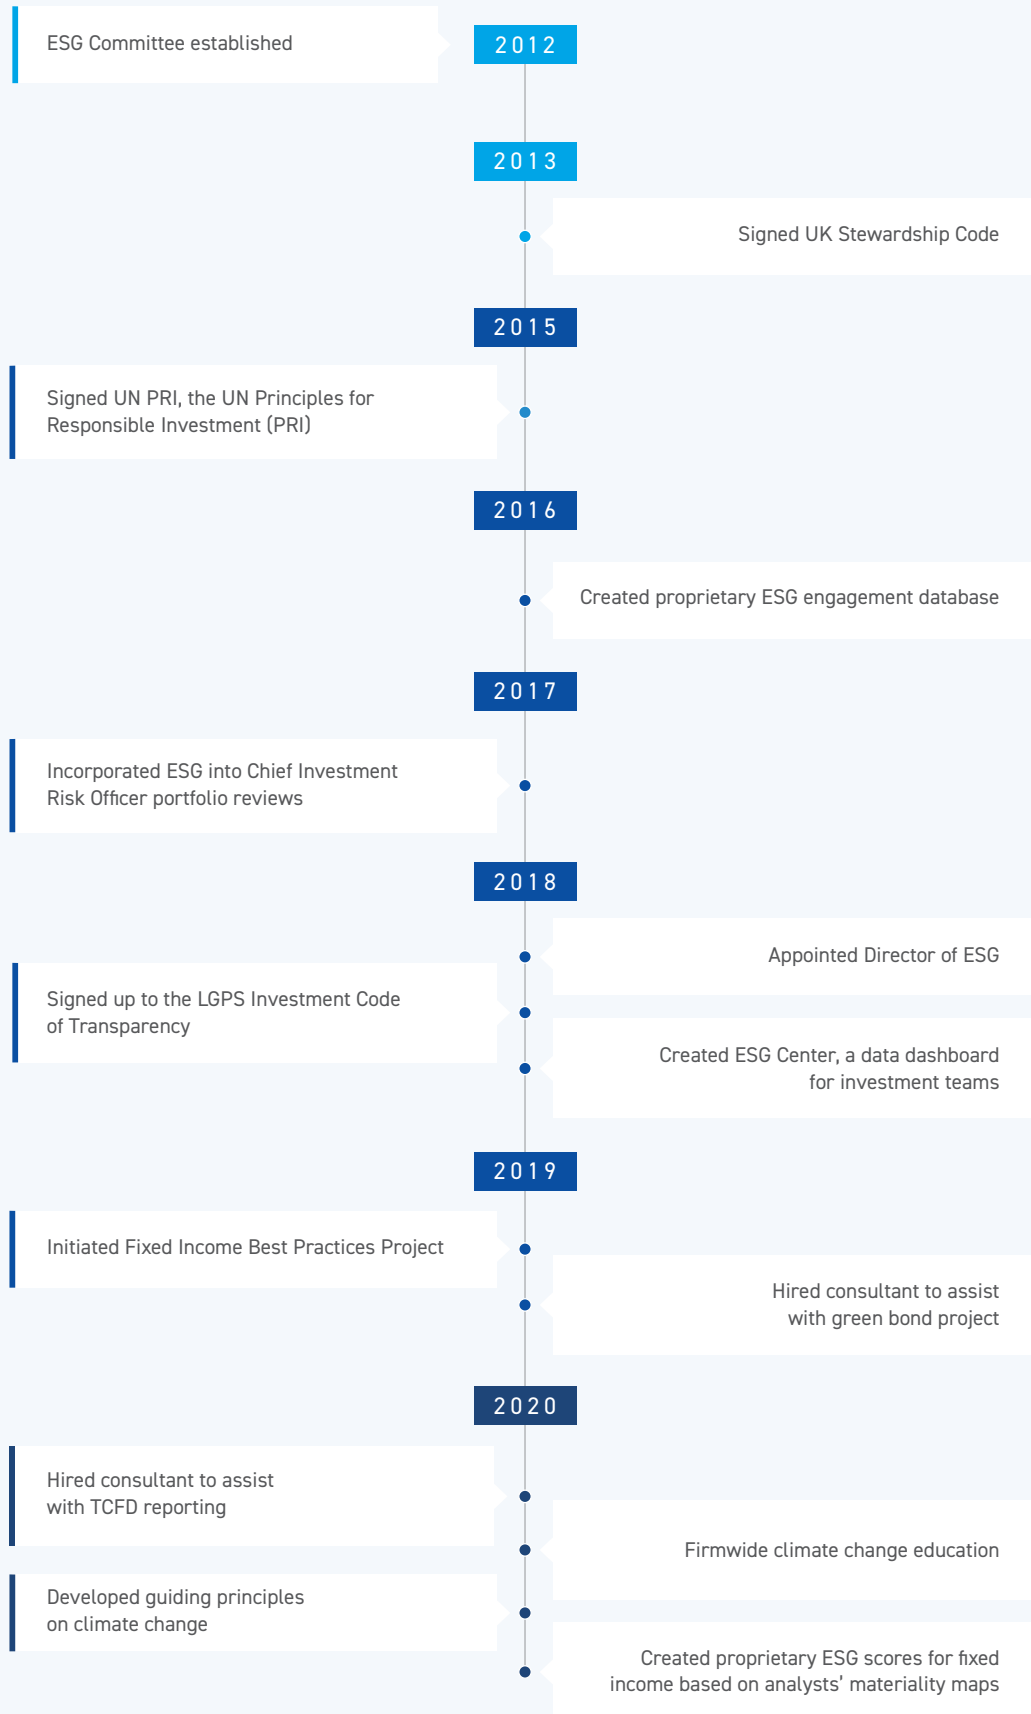 ESG Committee established
2012
2013
Signed UK Stewardship Code
2015
Signed UN PRI, the UN Principles for
Responsible Investment (PRI)
2016
Created proprietary ESG engagement database
2017
Incorporated ESG into Chief Investment
Risk Officer portfolio reviews
2018
Appointed Director of ESG
Signed up to the LGPS Investment Code
of Transparency
Created ESG Center, a data dashboard
for investment teams
2019
Initiated Fixed Income Best Practices Project
Hired consultant to assist
with green bond project
2020
Hired consultant to assist
with TCFD reporting
Firmwide climate change education
Developed guiding principles
on climate change
Created proprietary ESG scores for fixed
income based on analysts’ materiality maps